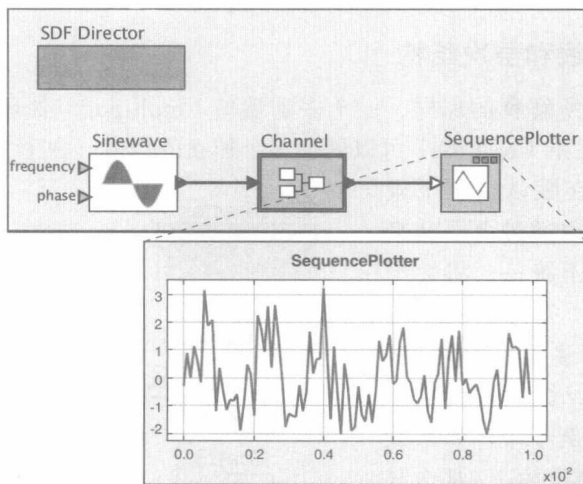 SDF Director
Sinewave
Channel
SequencePlotter
frequency
phase
SequencePlotter
3
2
1
0
-1
-2
0.0
0.2
0.4
0.6
0.8
1.0
x10²